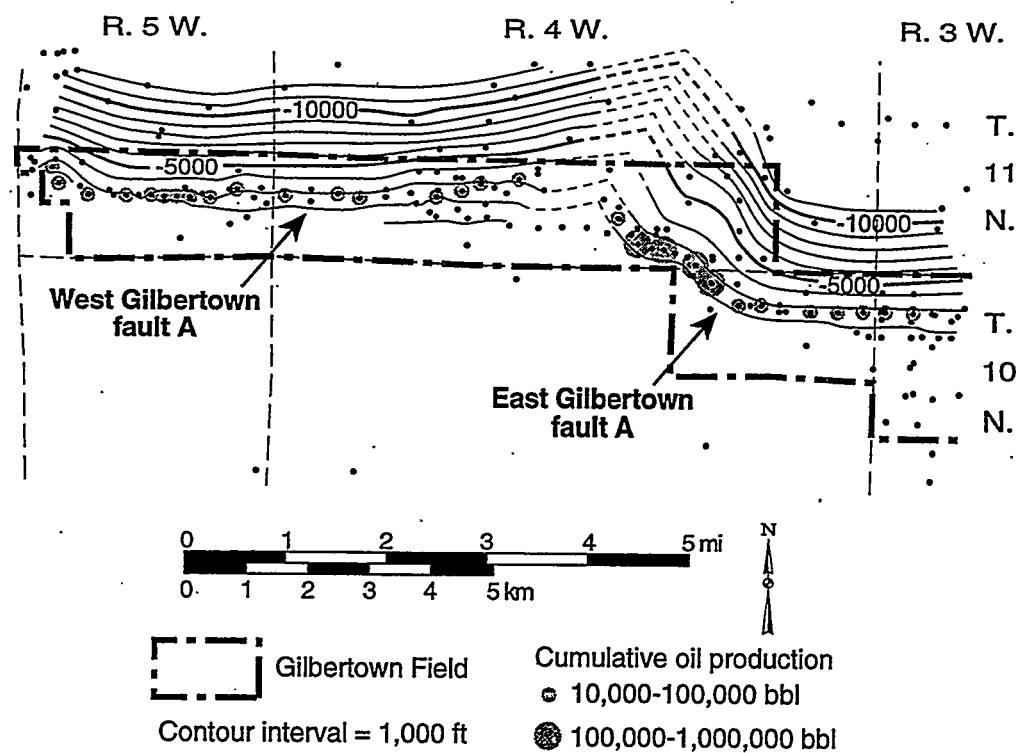 R. 5 W.
R. 4 W.
R. 3 W.
-10000
T.
-5000
11
-10000
N.
-5000
West Gilbertown
fault A
T.
10
East Gilbertown
fault A
N.
0 1 2 3 4 5 mi
0 1 2 3 4 5 km
N
Gilbertown Field
Contour interval = 1,000 ft
Cumulative oil production
10,000-100,000 bbl
100,000-1,000,000 bbl